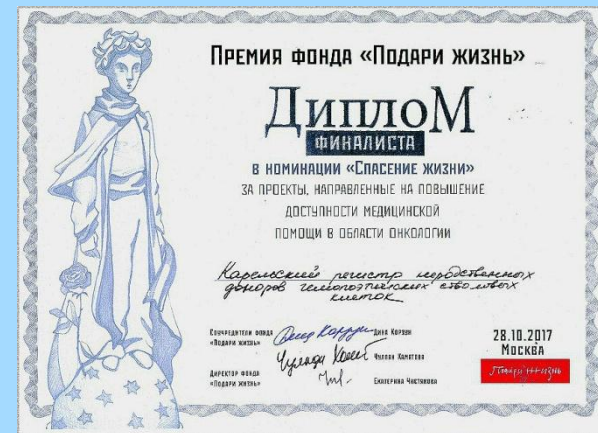 Премия фонда «Подари жизнь»
Диплом
финалиста
в номинации «Спасение жизни»
за проекты, направленные на повышение
доступности медицинской
помощи в области онкологии
Карельский регистр неродственных
доноров гемопоэтических стволовых
клеток
Соучредители фонда
«Подари жизнь»
Дина Корзун
Чулпан Хаматова
Директор фонда
«Подари жизнь»
Екатерина Чистякова
28.10.2017
Москва
Подари жизнь